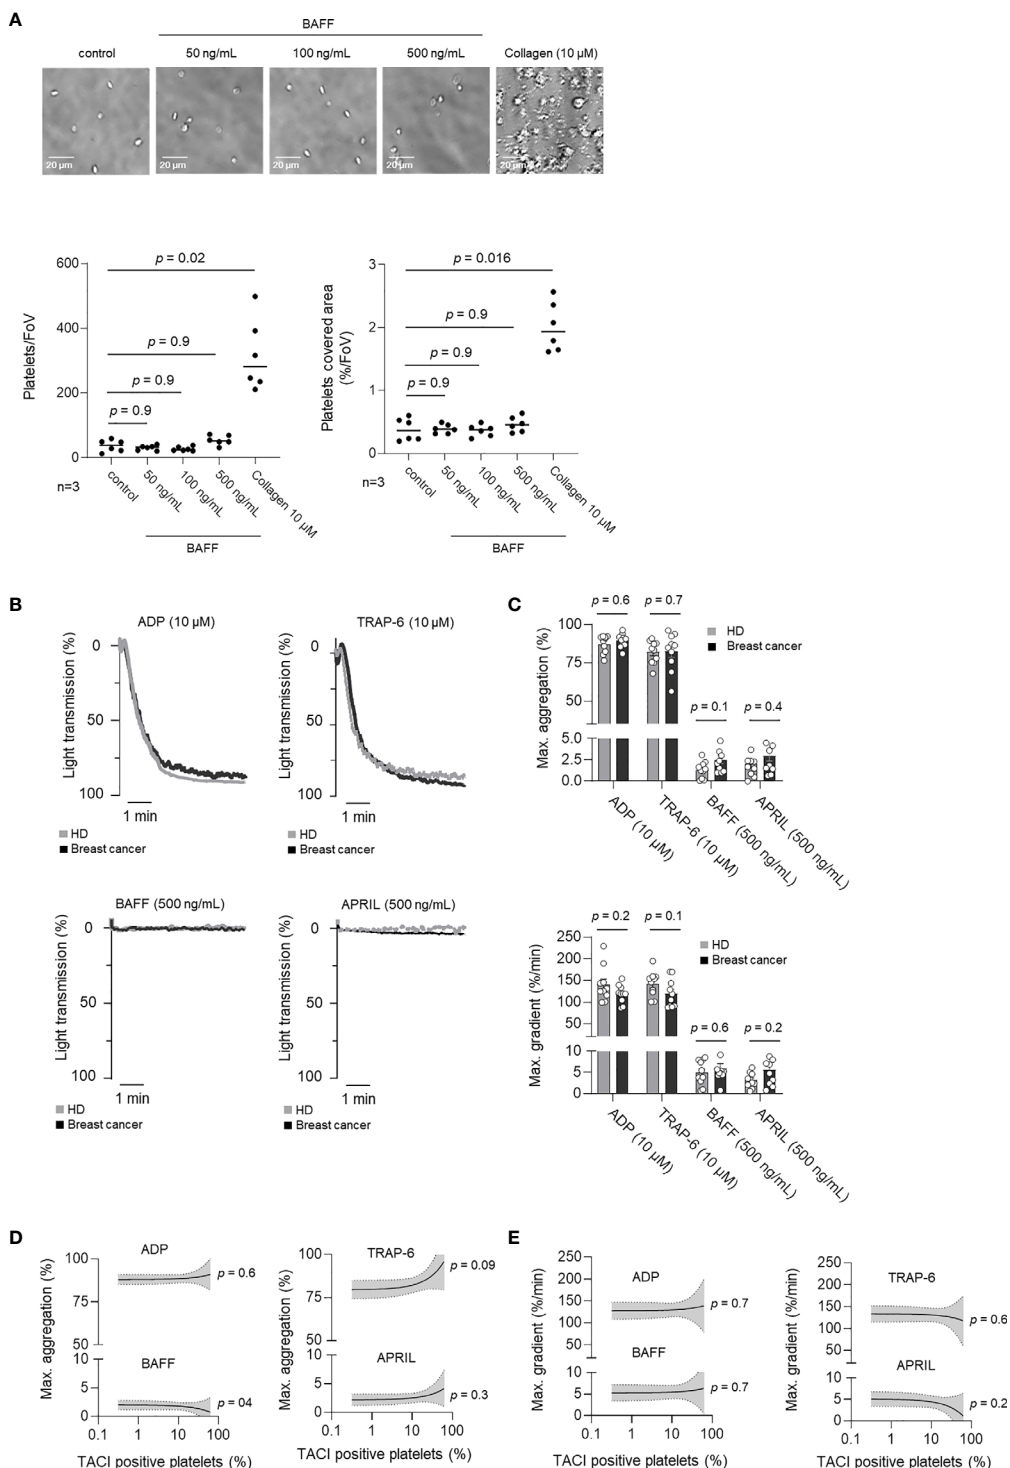 A
BAFF
control
50 ng/mL
100 ng/mL
500 ng/mL
Collagen (10 µM)
20 µm
20 µm
20 µm
20 µm
20 µm
Platelets/FoV
600
400
200
0
p = 0.02
p = 0.9
p = 0.9
p = 0.9
control
50 ng/mL
100 ng/mL
500 ng/mL
Collagen 10 µM
n=3
BAFF
Platelets covered area
(%/FoV)
3
2
1
0
p = 0.016
p = 0.9
p = 0.9
p = 0.9
control
50 ng/mL
100 ng/mL
500 ng/mL
Collagen 10 µM
n=3
BAFF
B
ADP (10 µM)
Light transmission (%)
0
50
100
1 min
HD
Breast cancer
TRAP-6 (10 µM)
Light transmission (%)
0
50
100
1 min
HD
Breast cancer
BAFF (500 ng/mL)
Light transmission (%)
0
50
100
1 min
HD
Breast cancer
APRIL (500 ng/mL)
Light transmission (%)
0
50
100
1 min
HD
Breast cancer
C
p = 0.6
p = 0.7
Max. aggregation (%)
100
75
50
5.0
2.5
0.0
HD
Breast cancer
p = 0.1
p = 0.4
ADP (10 µM)
TRAP-6 (10 µM)
BAFF (500 ng/mL)
APRIL (500 ng/mL)
p = 0.2
p = 0.1
Max. gradient (%/min)
250
200
150
100
50
10
5
0
HD
Breast cancer
p = 0.6
p = 0.2
ADP (10 µM)
TRAP-6 (10 µM)
BAFF (500 ng/mL)
APRIL (500 ng/mL)
D
Max. aggregation (%)
ADP
100
75
50
p = 0.6
BAFF
10
5
0
p = 04
0.1
1
10
100
TACI positive platelets (%)
Max. aggregation (%)
TRAP-6
100
75
50
p = 0.09
APRIL
10
5
0
p = 0.3
0.1
1
10
100
TACI positive platelets (%)
E
Max. gradient (%/min)
250
200
150
100
50
ADP
p = 0.7
BAFF
10
5
0
p = 0.7
0.1
1
10
100
TACI positive platelets (%)
Max. gradient (%/min)
250
200
150
100
50
TRAP-6
p = 0.6
APRIL
10
5
0
p = 0.2
0.1
1
10
100
TACI positive platelets (%)